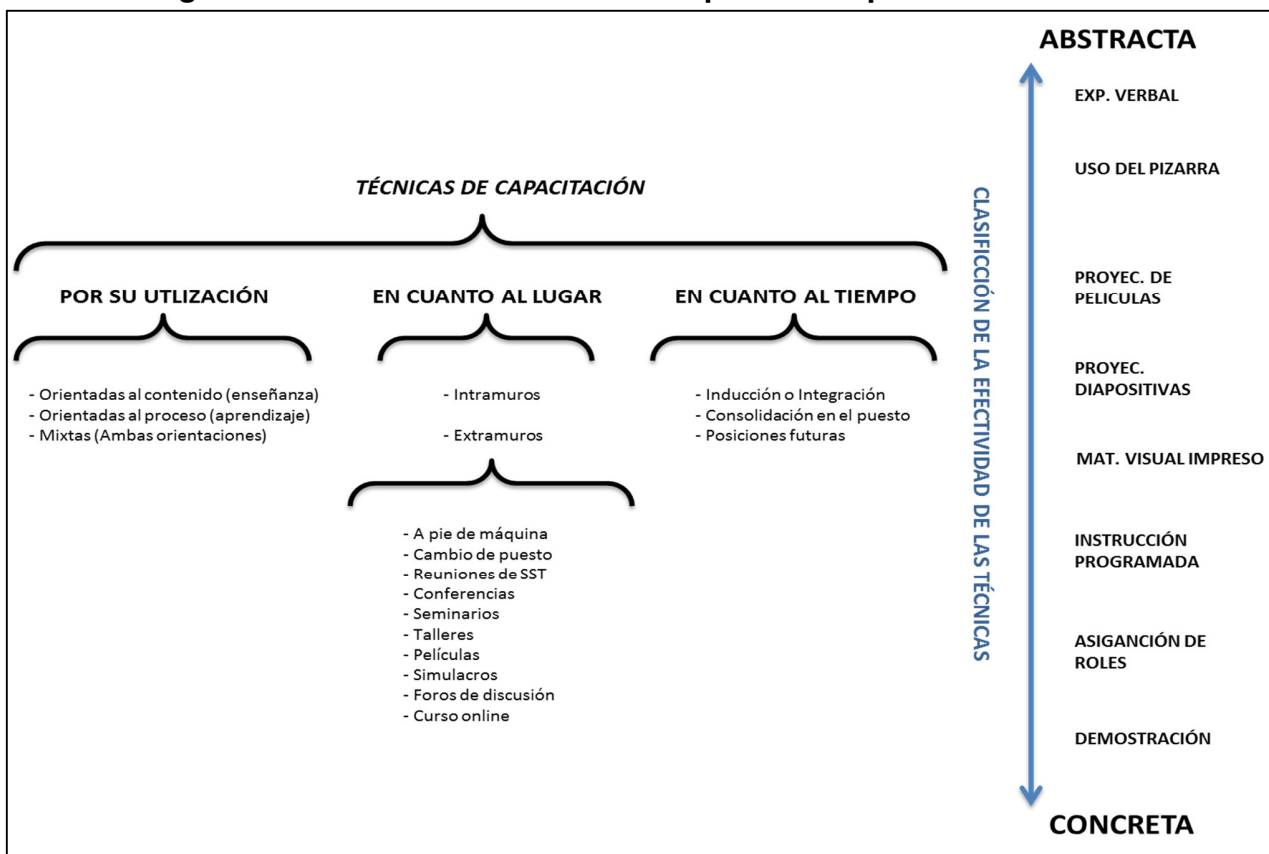 ABSTRACTA
EXP. VERBAL
USO DEL PIZARRA
PROYEC. DE
PELICULAS
PROYEC.
DIAPOSITIVAS
MAT. VISUAL IMPRESO
INSTRUCCIÓN
PROGRAMADA
ASIGANCIÓN DE
ROLES
DEMOSTRACIÓN
CONCRETA
CLASIFICCIÓN DE LA EFECTIVIDAD DE LAS TÉCNICAS
TÉCNICAS DE CAPACITACIÓN
POR SU UTLIZACIÓN
- Orientadas al contenido (enseñanza)
- Orientadas al proceso (aprendizaje)
- Mixtas (Ambas orientaciones)
EN CUANTO AL LUGAR
- Intramuros
- Extramuros
- A pie de máquina
- Cambio de puesto
- Reuniones de SST
- Conferencias
- Seminarios
- Talleres
- Películas
- Simulacros
- Foros de discusión
- Curso online
EN CUANTO AL TIEMPO
- Inducción o Integración
- Consolidación en el puesto
- Posiciones futuras